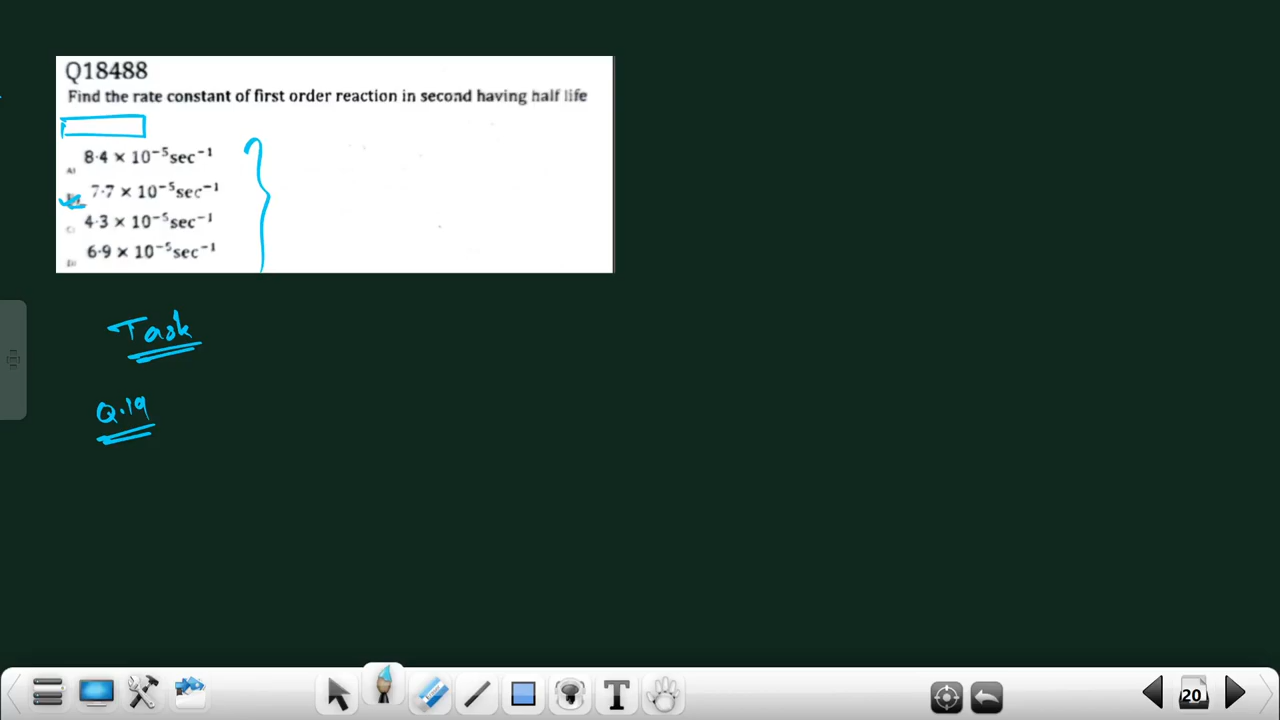 Q18488
Find the rate constant of first order reaction in second having half life
A) 8·4 × 10⁻⁵sec⁻¹
7·7 × 10⁻⁵sec⁻¹
C) 4·3 × 10⁻⁵sec⁻¹
D) 6·9 × 10⁻⁵sec⁻¹
Task
Q.19
T
20